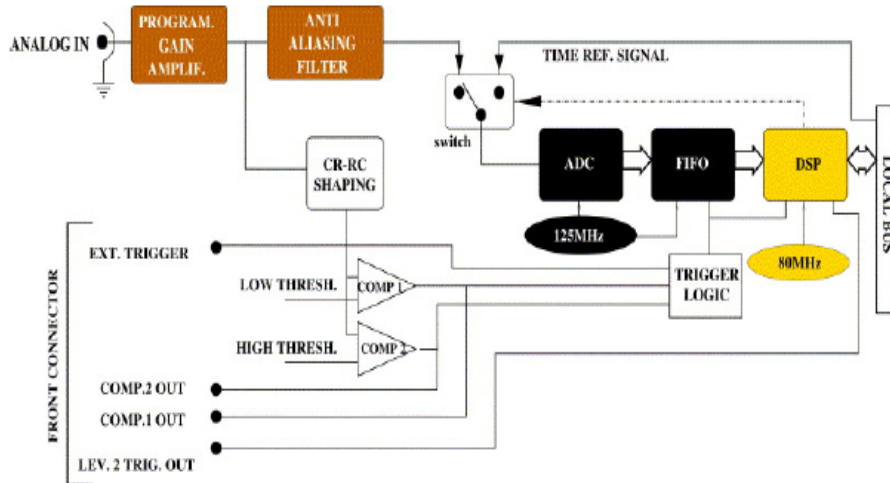 PROGRAM.
GAIN
AMPLIF.
ANTI
ALIASING
FILTER
ANALOG IN
TIME REF. SIGNAL
switch
CR-RC
SHAPING
ADC
FIFO
DSP
LOCAL BUS
125MHz
80MHz
TRIGGER
LOGIC
FRONT CONNECTOR
EXT. TRIGGER
LOW THRESH.
COMP 1
HIGH THRESH.
COMP 2
COMP.2 OUT
COMP.1 OUT
LEV. 2 TRIG. OUT